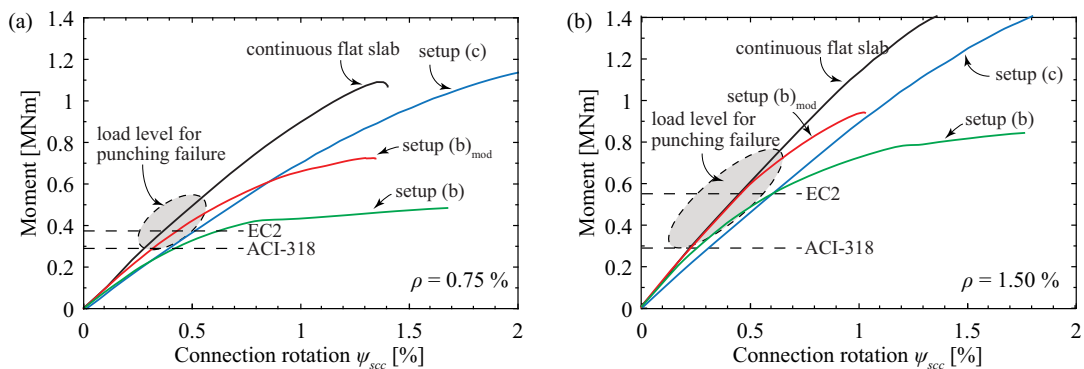 (a)
1.4
1.2
1
0.8
0.6
0.4
0.2
0
Moment [MNm]
continuous flat slab
setup (c)
load level for
punching failure
setup (b)mod
setup (b)
EC2
ACI-318
ρ = 0.75 %
0 0.5 1 1.5 2
Connection rotation ψscc [%]
(b)
1.4
1.2
1
0.8
0.6
0.4
0.2
0
Moment [MNm]
continuous flat slab
setup (c)
setup (b)mod
load level for
punching failure
setup (b)
EC2
ACI-318
ρ = 1.50 %
0 0.5 1 1.5 2
Connection rotation ψscc [%]